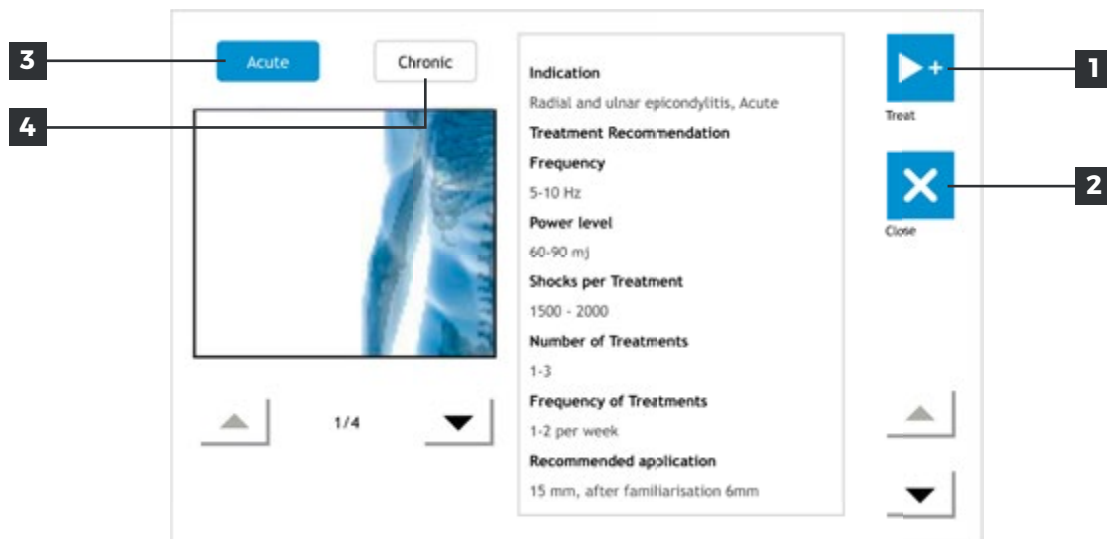 3
Acute
Chronic
4
1/4
Indication
Radial and ulnar epicondylitis, Acute
Treatment Recommendation
Frequency
5-10 Hz
Power level
60-90 mj
Shocks per Treatment
1500 - 2000
Number of Treatments
1-3
Frequency of Treatments
1-2 per week
Recommended application
15 mm, after familiarisation 6mm
+
Treat
1
Close
2